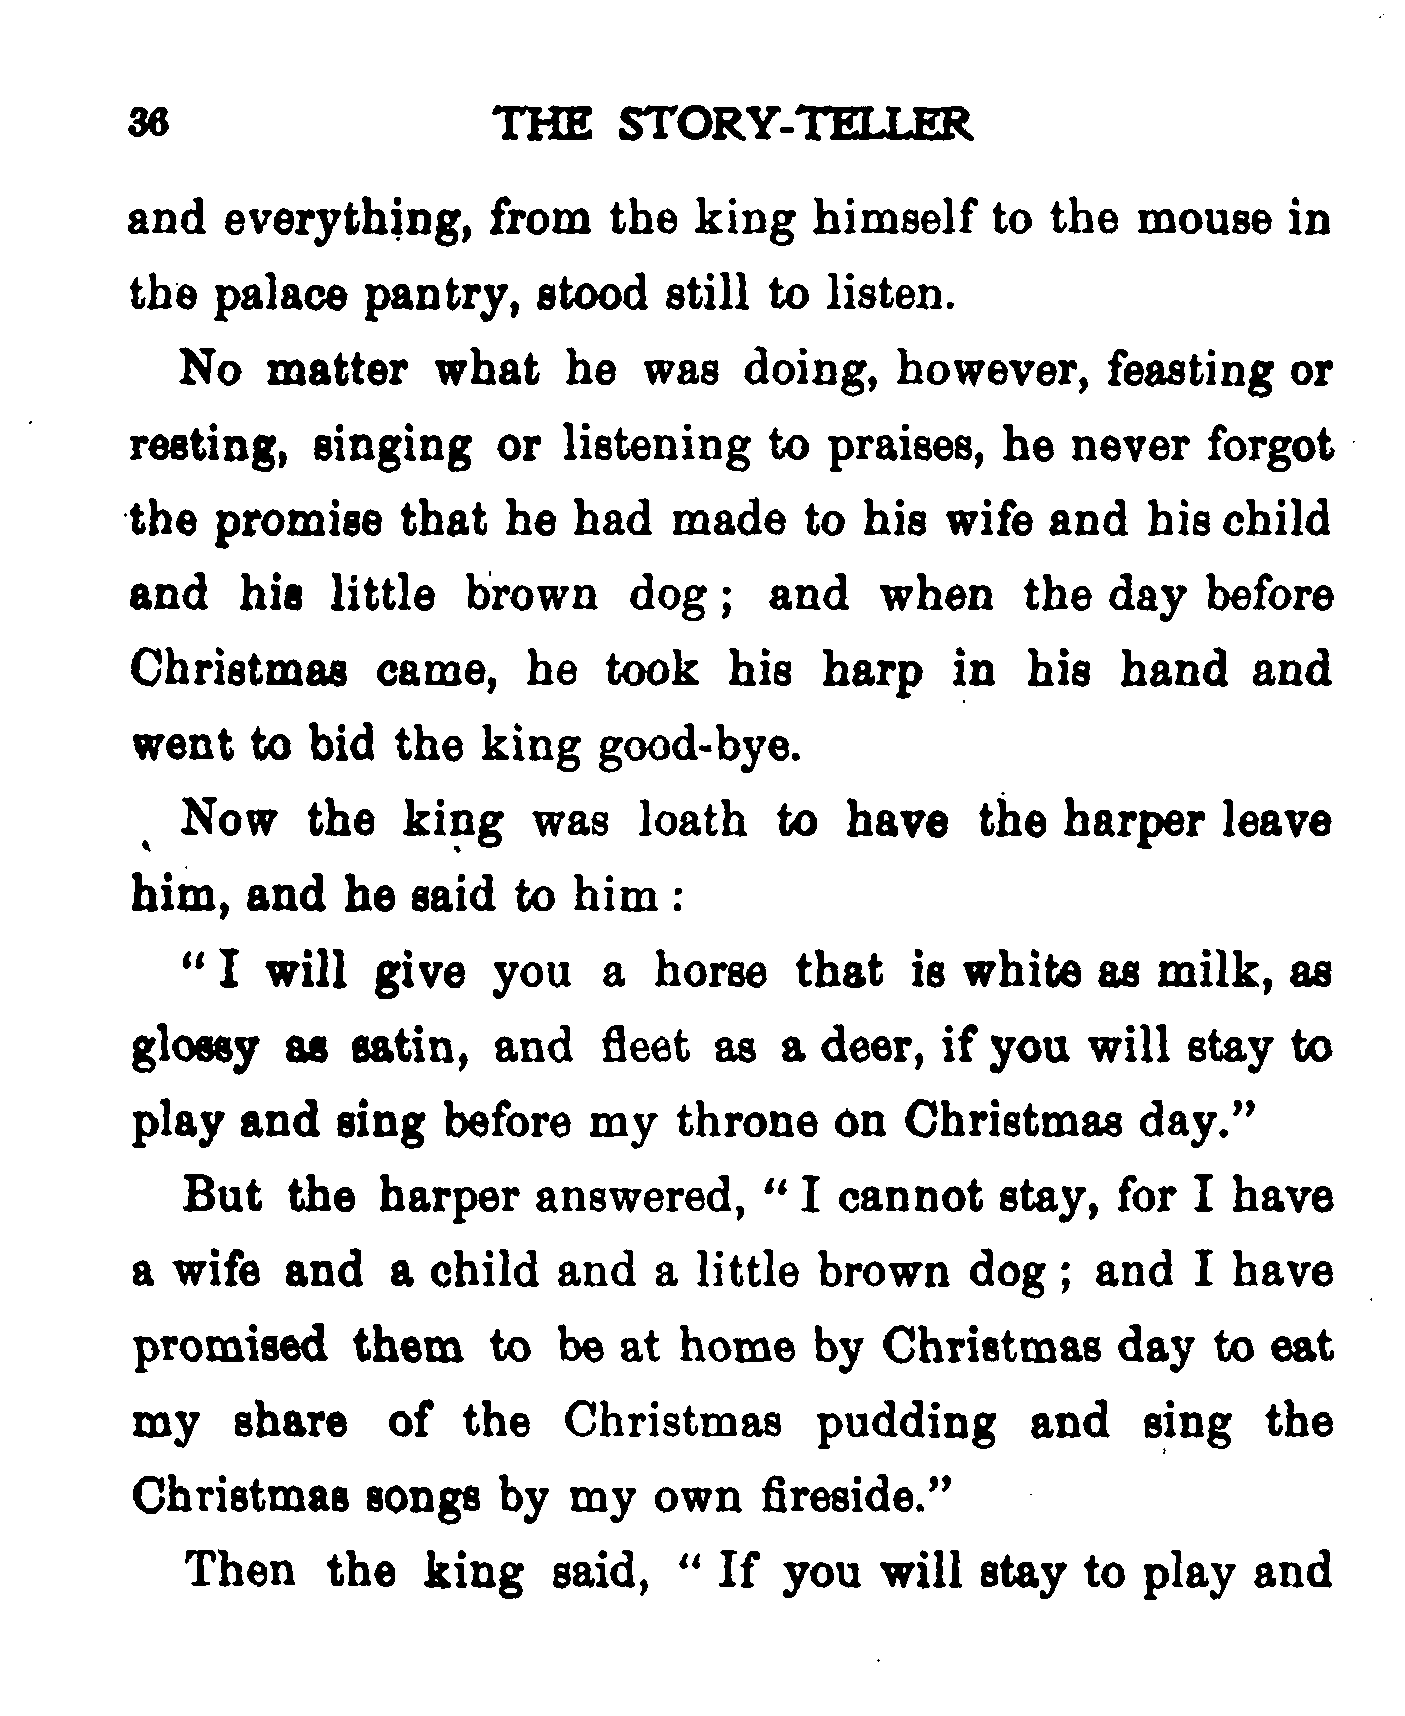 36 THE STORY-TELLER
and everything, from the king himself to the mouse in
the palace pantry, stood still to listen.
No matter what he was doing, however, feasting or
resting, singing or listening to praises, he never forgot
the promise that he had made to his wife and his child
and his little brown dog; and when the day before
Christmas came, he took his harp in his hand and
went to bid the king good-bye.
Now the king was loath to have the harper leave
him, and he said to him:
"I will give you a horse that is white as milk, as
glossy as satin, and fleet as a deer, if you will stay to
play and sing before my throne on Christmas day."
But the harper answered, "I cannot stay, for I have
a wife and a child and a little brown dog; and I have
promised them to be at home by Christmas day to eat
my share of the Christmas pudding and sing the
Christmas songs by my own fireside."
Then the king said, "If you will stay to play and